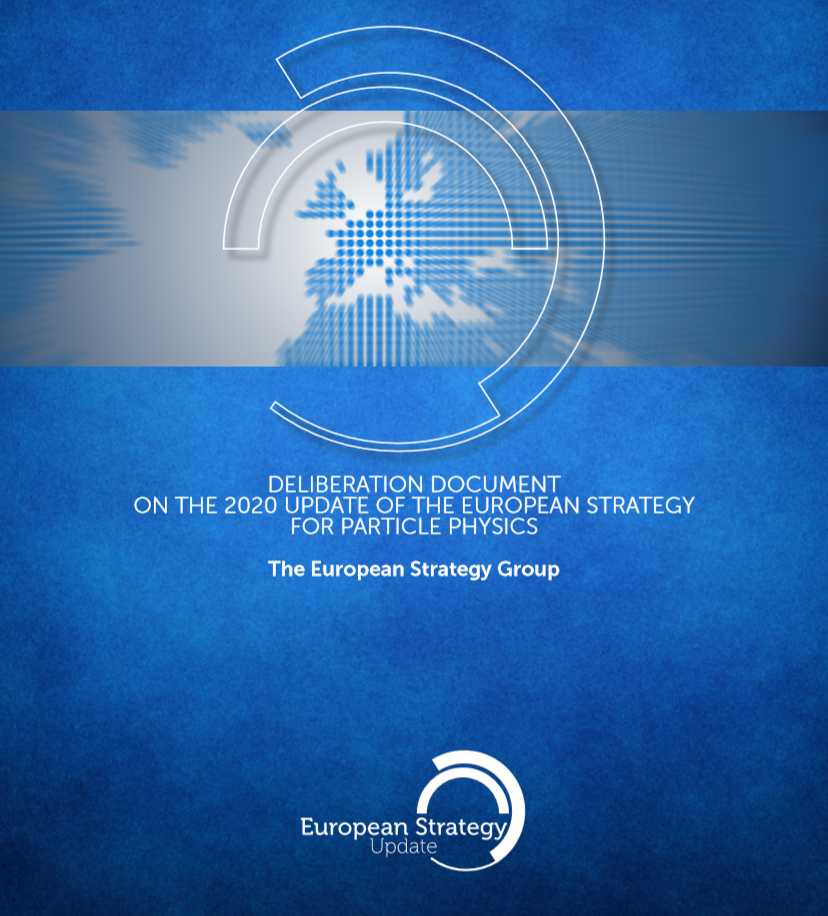 DELIBERATION DOCUMENT
ON THE 2020 UPDATE OF THE EUROPEAN STRATEGY
FOR PARTICLE PHYSICS
The European Strategy Group
European Strategy
Update